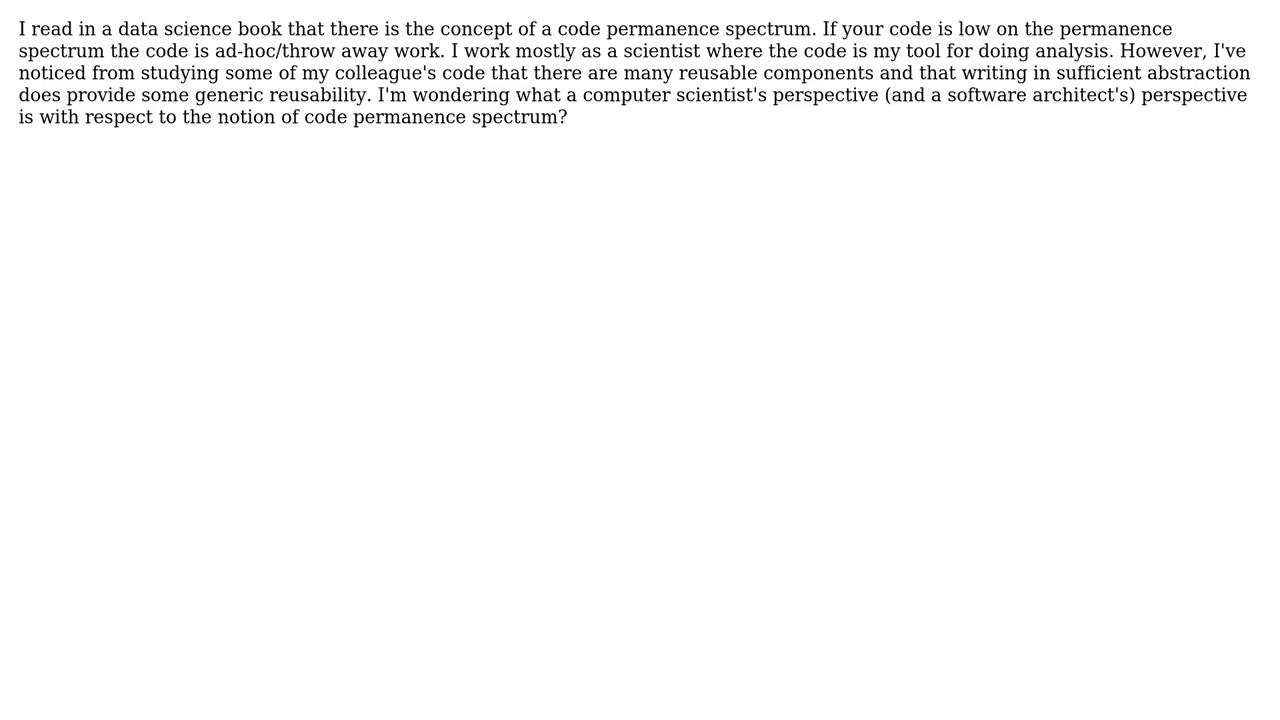 I read in a data science book that there is the concept of a code permanence spectrum. If your code is low on the permanence
spectrum the code is ad-hoc/throw away work. I work mostly as a scientist where the code is my tool for doing analysis. However, I've
noticed from studying some of my colleague's code that there are many reusable components and that writing in sufficient abstraction
does provide some generic reusability. I'm wondering what a computer scientist's perspective (and a software architect's) perspective
is with respect to the notion of code permanence spectrum?